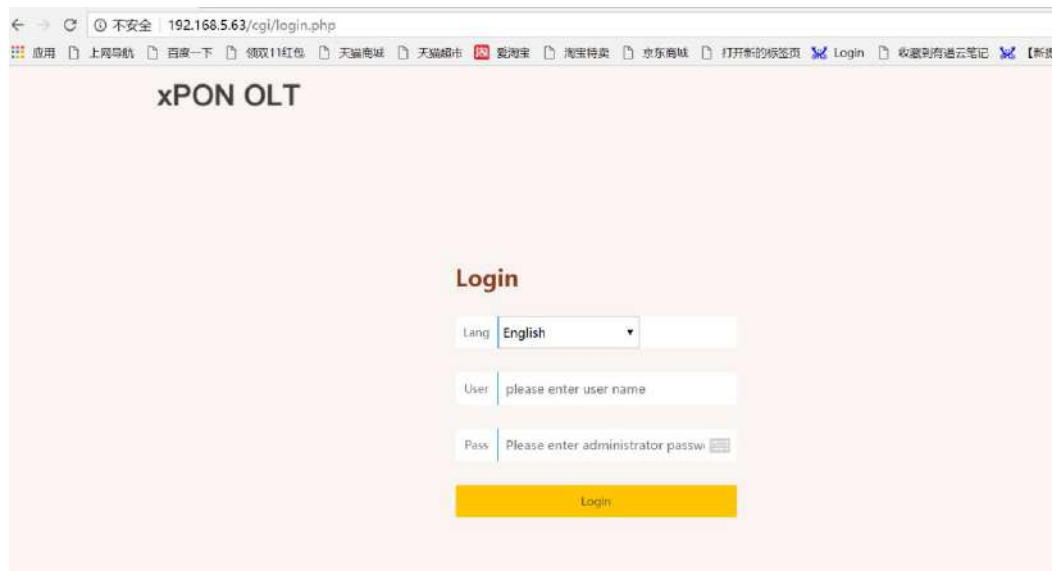 不安全 192.168.5.63/cgi/login.php
应用 上网导航 百度一下 领双11红包 天猫商城 天猫超市 爱淘宝 淘宝特卖 京东商城 打开新的标签页 Login 收藏到有道云笔记
xPON OLT
Login
Lang English
User please enter user name
Pass Please enter administrator passw
Login